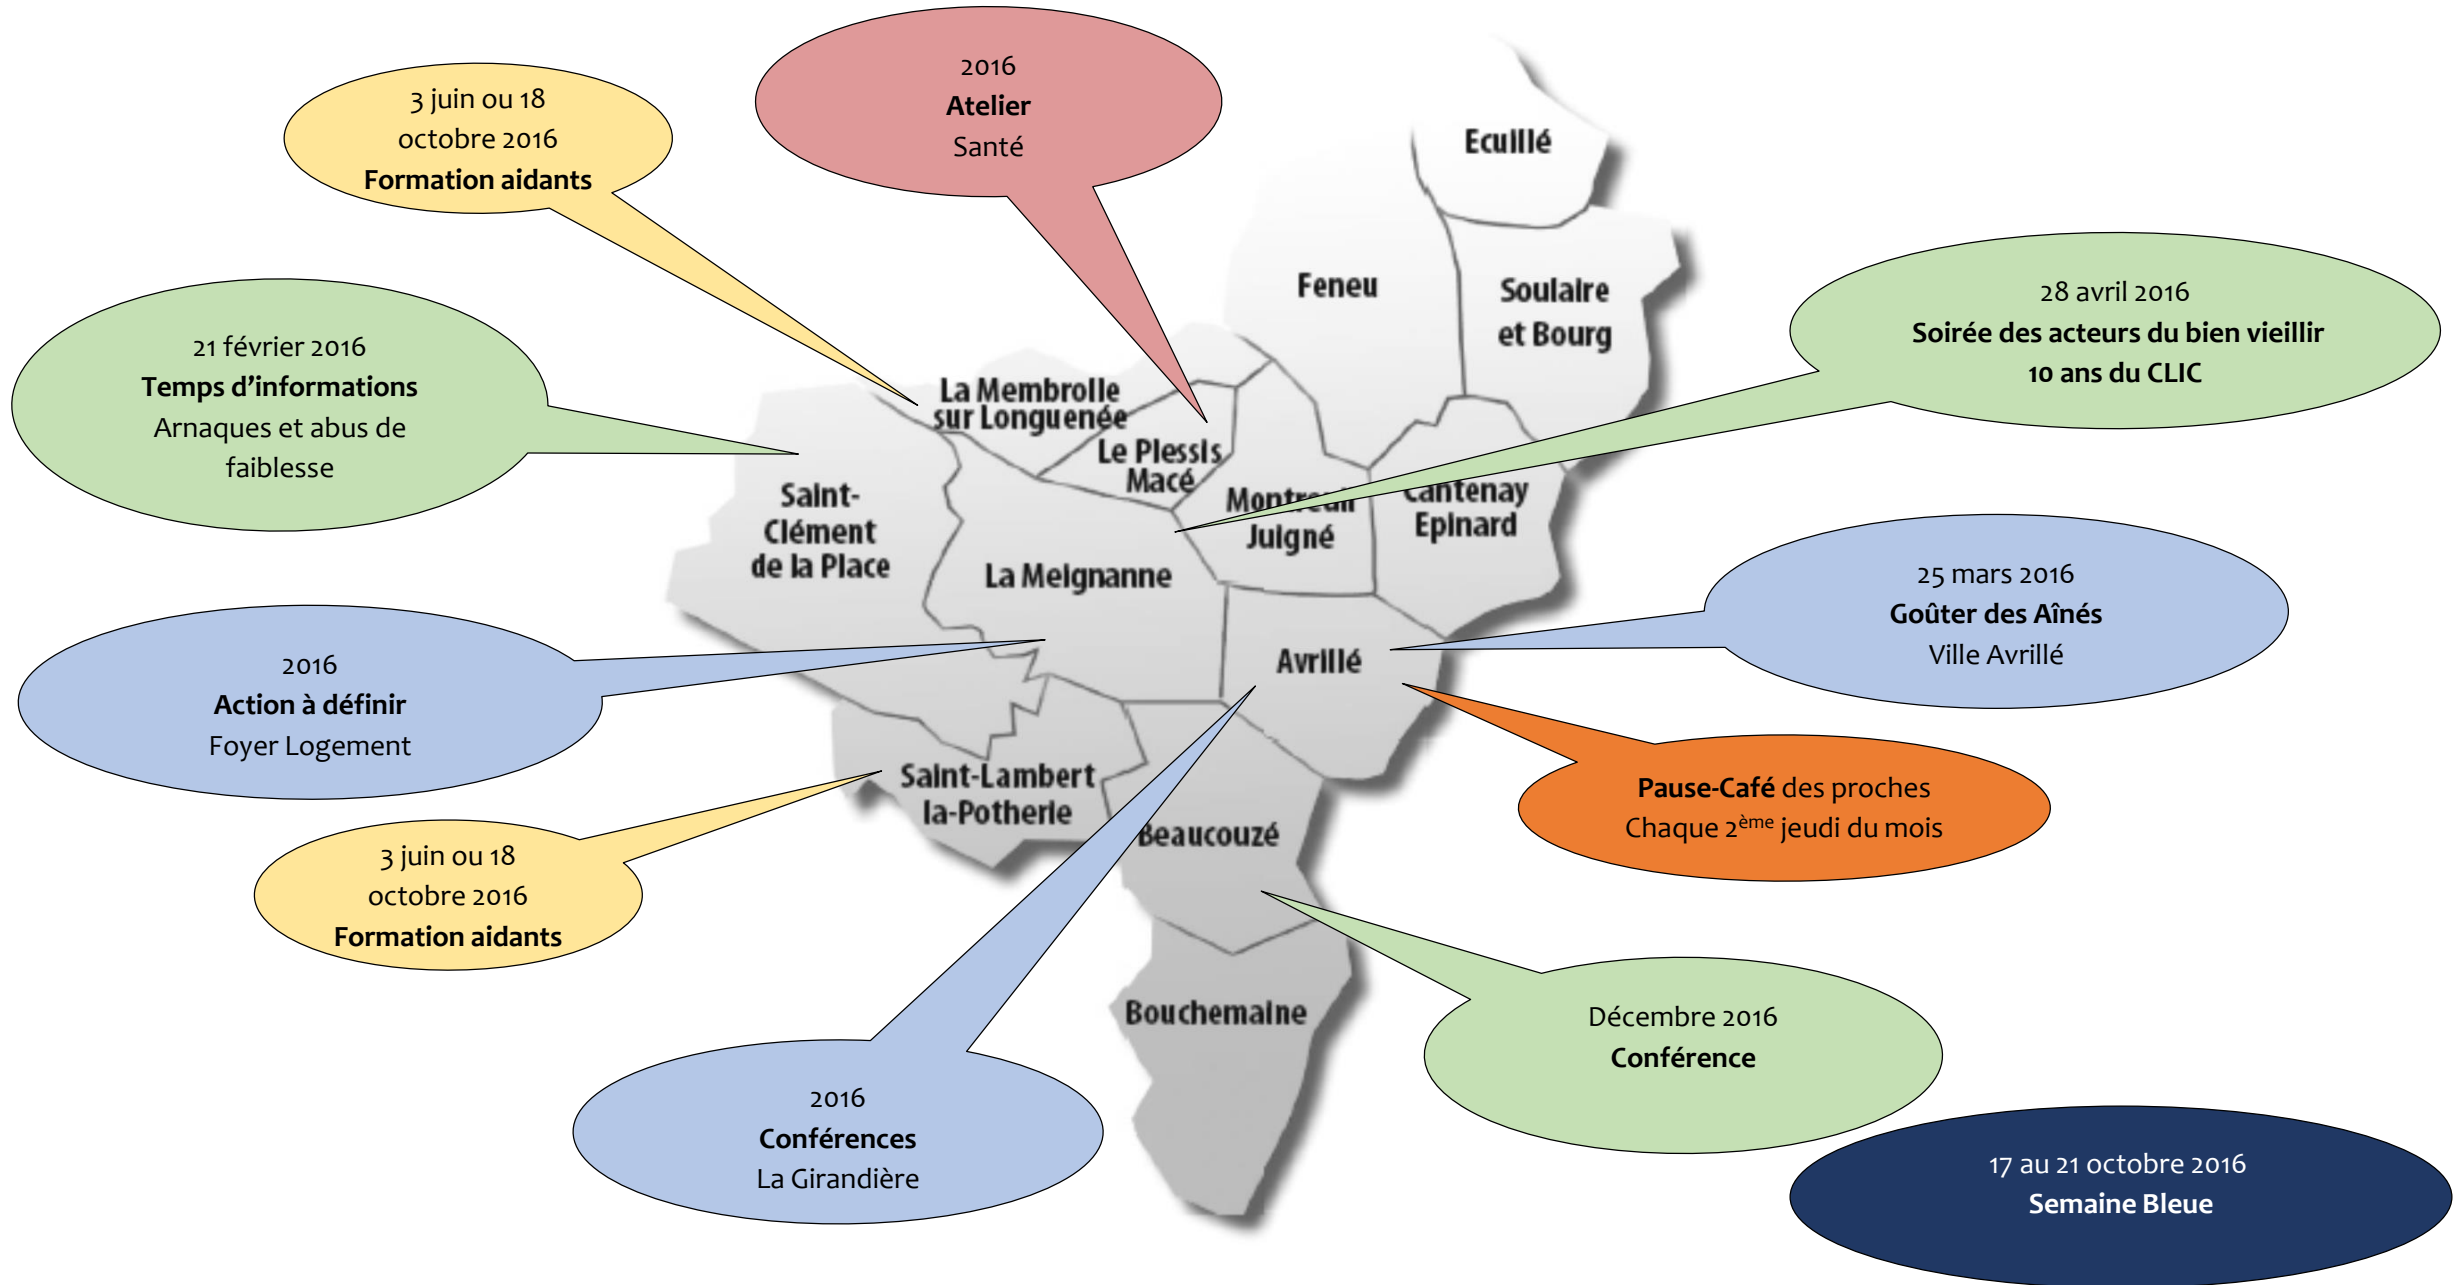 2016
Atelier
Santé
3 juin ou 18
octobre 2016
Formation aidants
Ecuillé
Feneu
Soulaire
et Bourg
28 avril 2016
Soirée des acteurs du bien vieillir
10 ans du CLIC
21 février 2016
Temps d'informations
Arnaques et abus de
faiblesse
La Membrolle
sur Longuenée
Le Plessis
Macé
Saint-
Clément
de la Place
Montreuil
Juigné
Cantenay
Epinard
La Meignanne
25 mars 2016
Goûter des Aînés
Ville Avrillé
2016
Action à définir
Foyer Logement
Avrillé
Saint-Lambert
la-Potherie
Pause-Café des proches
Chaque 2ème jeudi du mois
3 juin ou 18
octobre 2016
Formation aidants
Beaucouzé
Bouchemaine
Décembre 2016
Conférence
2016
Conférences
La Girandière
17 au 21 octobre 2016
Semaine Bleue